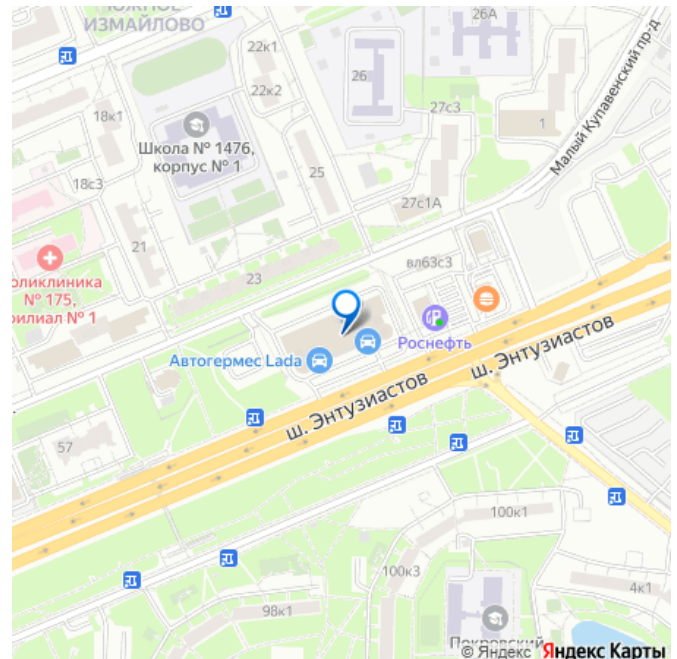 ЮЖНОЕ
ИЗМАЙЛОВО
26А
22к1
22к2
26
27с3
1
Малый Купавенский пр-д
18к1
Школа № 1476,
корпус № 1
25
18с3
27с1А
21
23
вл63с3
оликлиника
№ 175,
рилиал № 1
Роснефть
Автогермес Lada
ш. Энтузиастов
ш. Энтузиастов
57
100к1
100к3
4к1
98к1
Покровский
© Яндекс Яндекс Карты